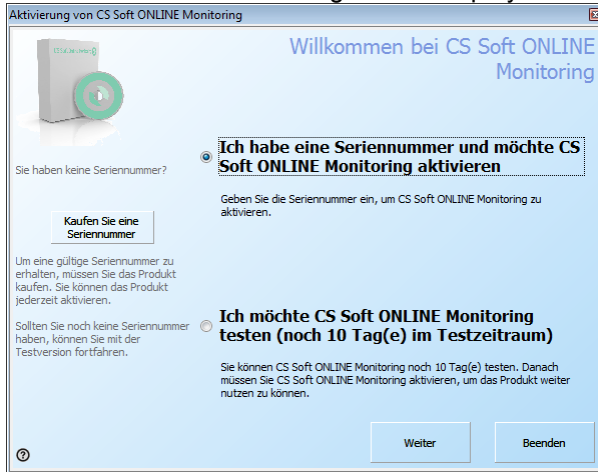 Aktivierung von CS Soft ONLINE Monitoring
Willkommen bei CS Soft ONLINE
Monitoring
Ich habe eine Seriennummer und möchte CS
Soft ONLINE Monitoring aktivieren
Sie haben keine Seriennummer?
Geben Sie die Seriennummer ein, um CS Soft ONLINE Monitoring zu
aktivieren.
Kaufen Sie eine
Seriennummer
Um eine gültige Seriennummer zu
erhalten, müssen Sie das Produkt
kaufen. Sie können das Produkt
jederzeit aktivieren.
Sollten Sie noch keine Seriennummer
haben, können Sie mit der
Testversion fortfahren.
Ich möchte CS Soft ONLINE Monitoring
testen (noch 10 Tag(e) im Testzeitraum)
Sie können CS Soft ONLINE Monitoring noch 10 Tag(e) testen. Danach
müssen Sie CS Soft ONLINE Monitoring aktivieren, um das Produkt weiter
nutzen zu können.
Weiter
Beenden